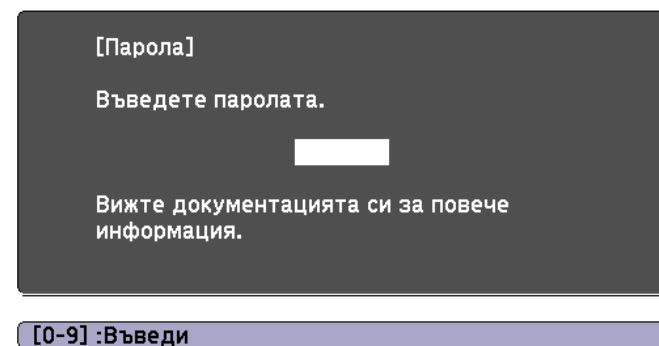 [Парола]
Въведете паролата.
Вижте документацията си за повече
информация.
[0-9] :Въведи